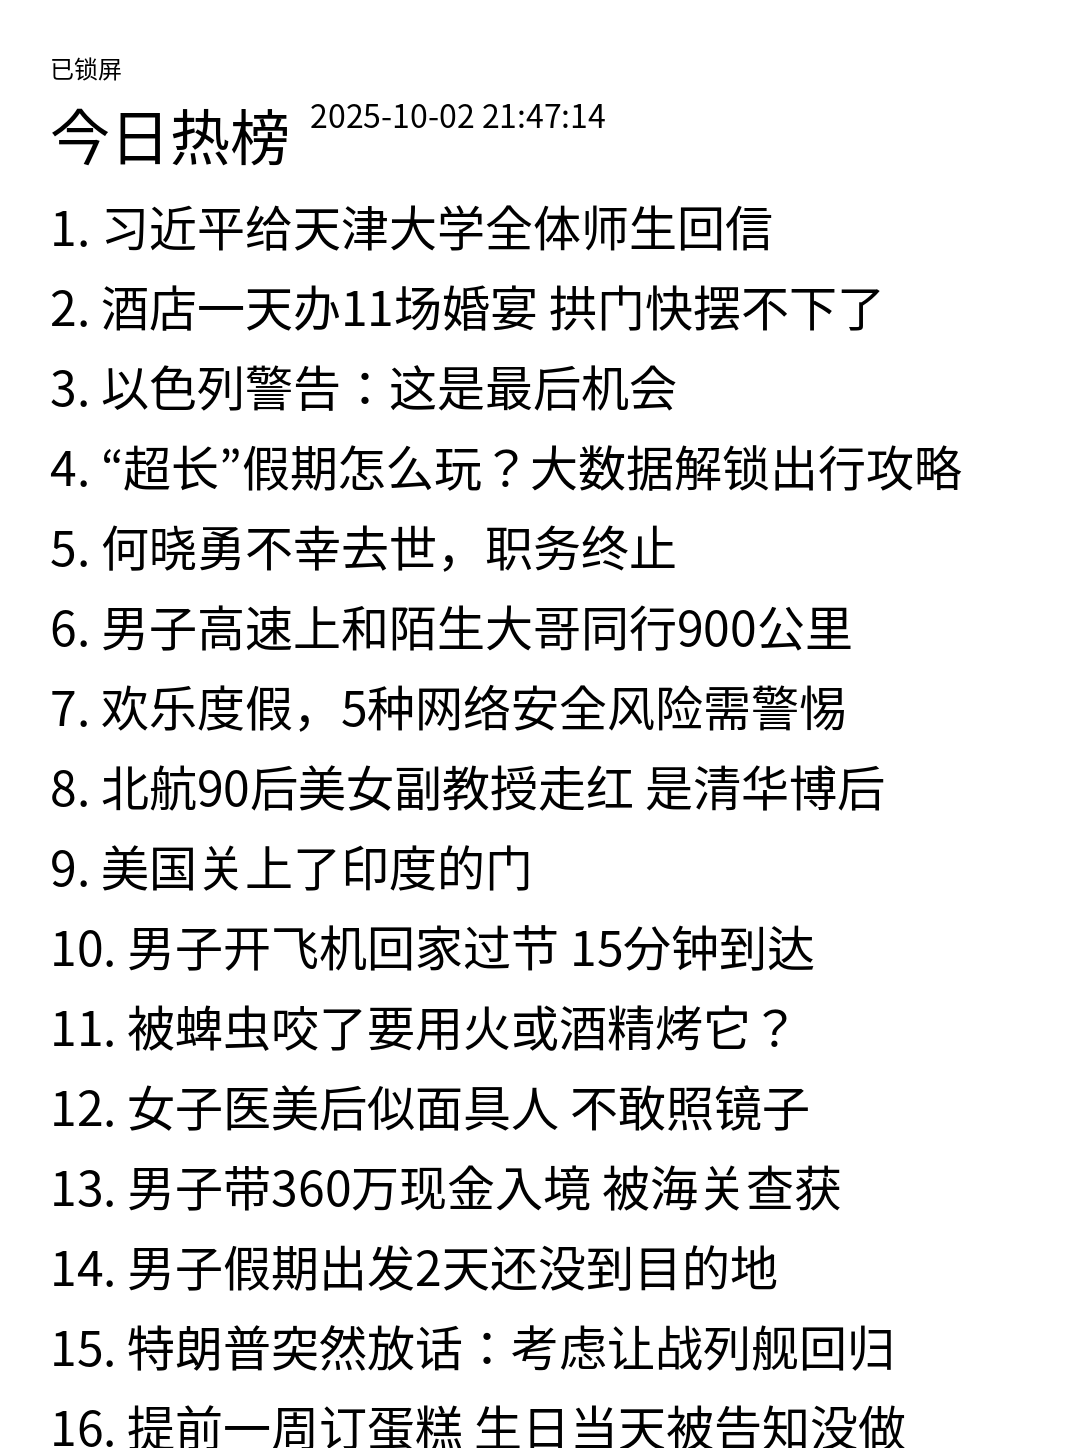 已锁屏
今日热榜 2025-10-02 21:47:14
1. 习近平给天津大学全体师生回信
2. 酒店一天办11场婚宴 拱门快摆不下了
3. 以色列警告：这是最后机会
4. “超长”假期怎么玩？大数据解锁出行攻略
5. 何晓勇不幸去世，职务终止
6. 男子高速上和陌生大哥同行900公里
7. 欢乐度假，5种网络安全风险需警惕
8. 北航90后美女副教授走红 是清华博后
9. 美国关上了印度的门
10. 男子开飞机回家过节 15分钟到达
11. 被蜱虫咬了要用火或酒精烤它？
12. 女子医美后似面具人 不敢照镜子
13. 男子带360万现金入境 被海关查获
14. 男子假期出发2天还没到目的地
15. 特朗普突然放话：考虑让战列舰回归
16. 提前一周订蛋糕 生日当天被告知没做